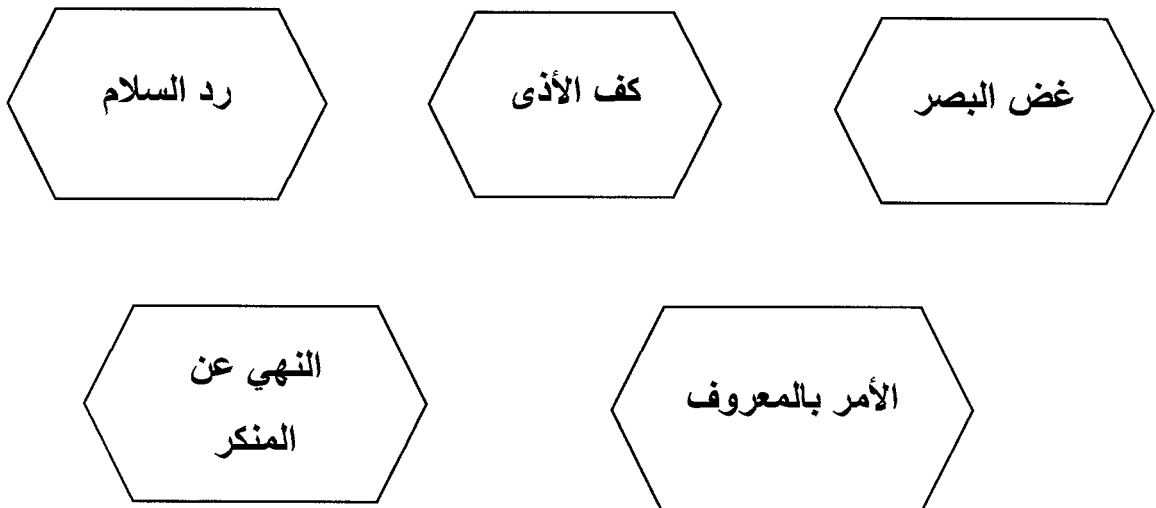 غض البصر
كف الأذى
رد السلام
الأمر بالمعروف
النهي عن
المنكر